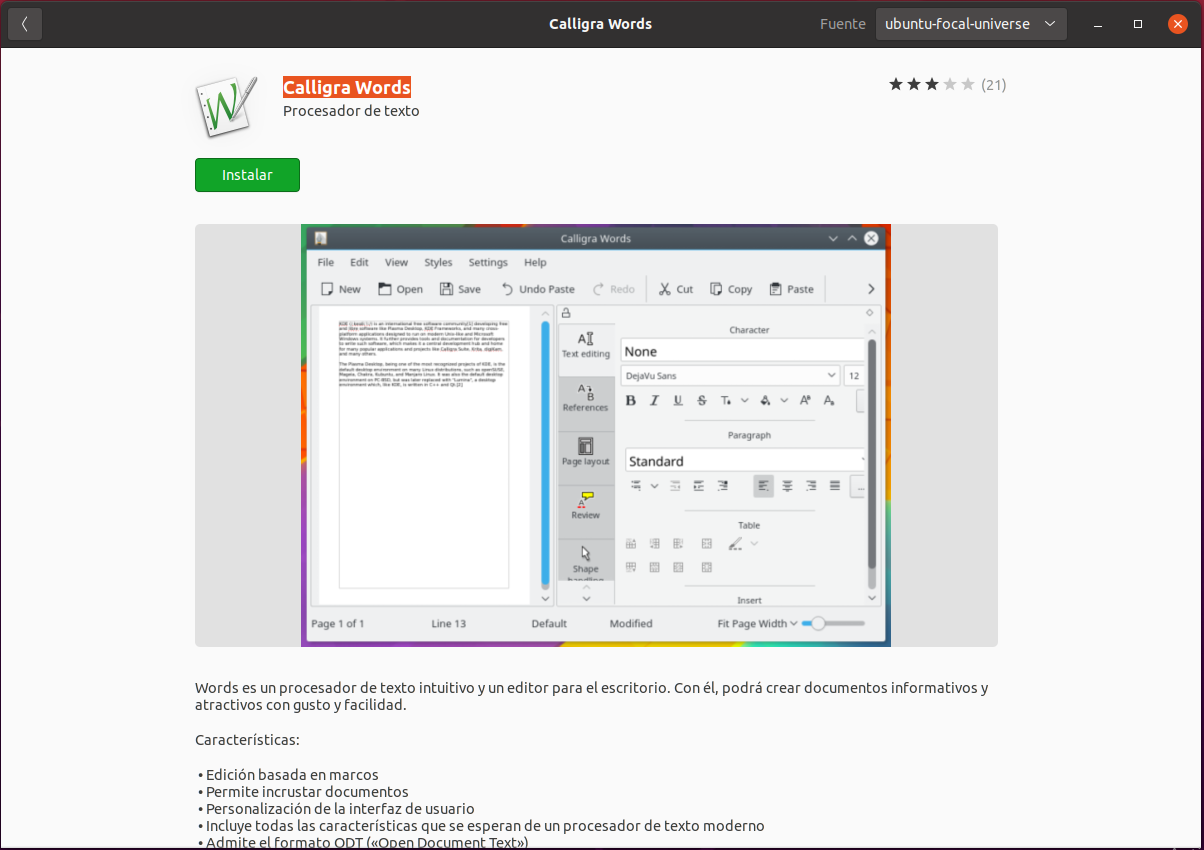 Calligra Words
Fuente ubuntu-focal-universe
Calligra Words
(21)
Procesador de texto
Instalar
Calligra Words
File Edit View Styles Settings Help
New Open Save Undo Paste Redo Cut Copy Paste
Text editing
References
Page layout
Review
Shape
handling
Character
None
DejaVu Sans 12
Paragraph
Standard
Table
Insert
Page 1 of 1 Line 13 Default Modified Fit Page Width
Words es un procesador de texto intuitivo y un editor para el escritorio. Con él, podrá crear documentos informativos y
atractivos con gusto y facilidad.
Características:
• Edición basada en marcos
• Permite incrustar documentos
• Personalización de la interfaz de usuario
• Incluye todas las características que se esperan de un procesador de texto moderno
• Admite el formato ODT («Open Document Text»)